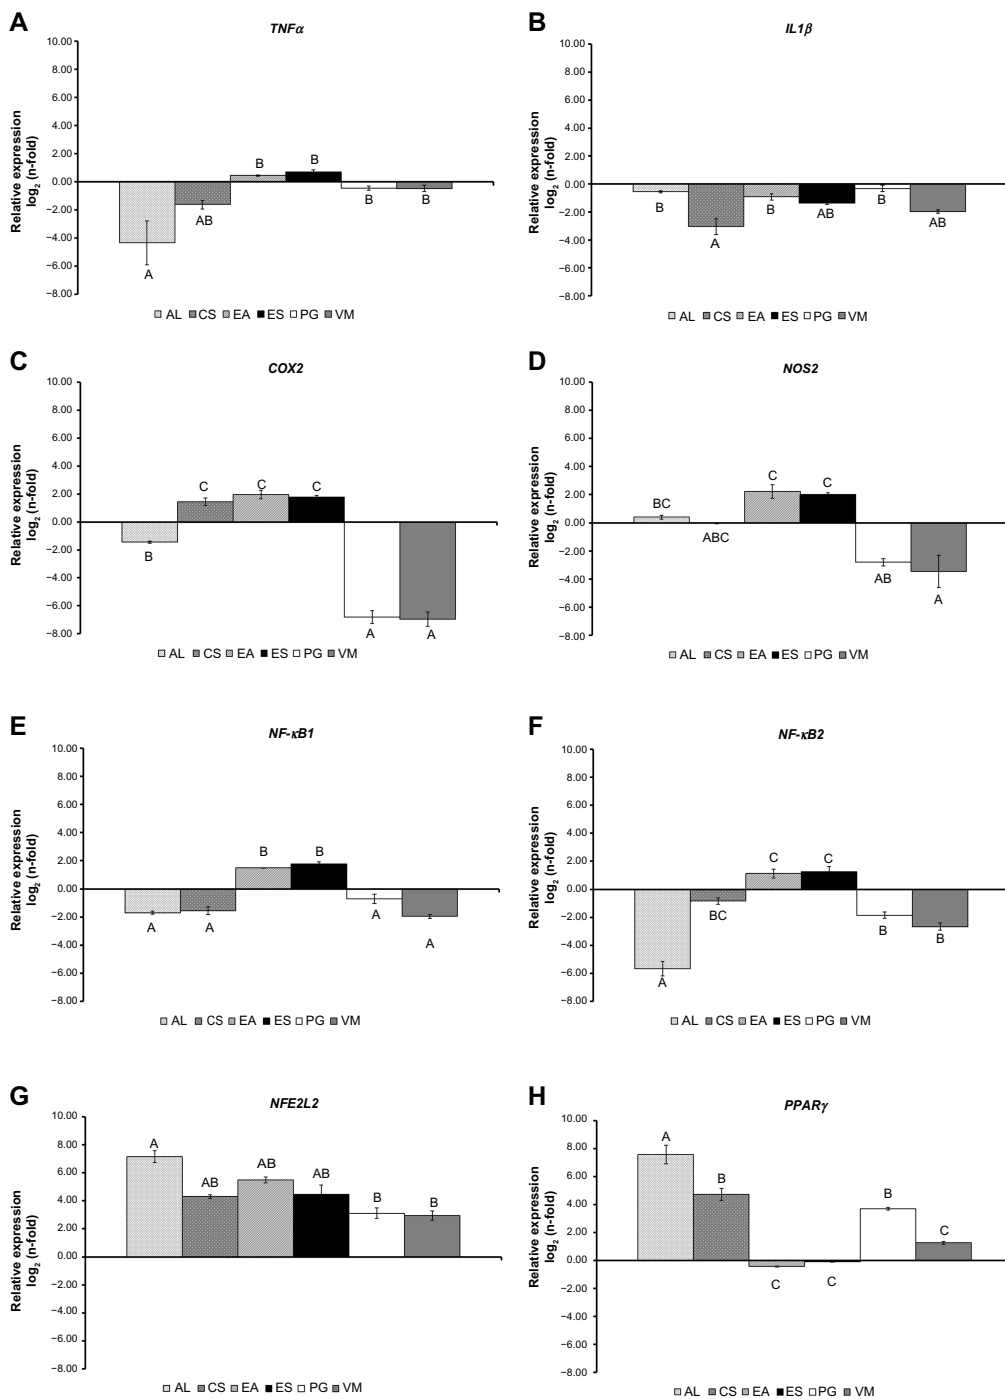 A
TNFα
Relative expression
log₂ (n-fold)
10.00
8.00
6.00
4.00
2.00
0.00
−2.00
−4.00
−6.00
−8.00
A
AB
B
B
B
B
AL CS EA ES PG VM
B
IL1β
Relative expression
log₂ (n-fold)
10.00
8.00
6.00
4.00
2.00
0.00
−2.00
−4.00
−6.00
−8.00
B
A
B
AB
B
AB
AL CS EA ES PG VM
C
COX2
Relative expression
log₂ (n-fold)
10.00
8.00
6.00
4.00
2.00
0.00
−2.00
−4.00
−6.00
−8.00
B
C
C
C
A
A
AL CS EA ES PG VM
D
NOS2
Relative expression
log₂ (n-fold)
10.00
8.00
6.00
4.00
2.00
0.00
−2.00
−4.00
−6.00
−8.00
BC
ABC
C
C
AB
A
AL CS EA ES PG VM
E
NF-κB1
Relative expression
log₂ (n-fold)
10.00
8.00
6.00
4.00
2.00
0.00
−2.00
−4.00
−6.00
−8.00
A
A
B
B
A
A
AL CS EA ES PG VM
F
NF-κB2
Relative expression
log₂ (n-fold)
10.00
8.00
6.00
4.00
2.00
0.00
−2.00
−4.00
−6.00
−8.00
A
BC
C
C
B
B
AL CS EA ES PG VM
G
NFE2L2
Relative expression
log₂ (n-fold)
10.00
8.00
6.00
4.00
2.00
0.00
−2.00
−4.00
−6.00
−8.00
A
AB
AB
AB
B
B
AL CS EA ES PG VM
H
PPARγ
Relative expression
log₂ (n-fold)
10.00
8.00
6.00
4.00
2.00
0.00
−2.00
−4.00
−6.00
−8.00
A
B
C
C
B
C
AL CS EA ES PG VM